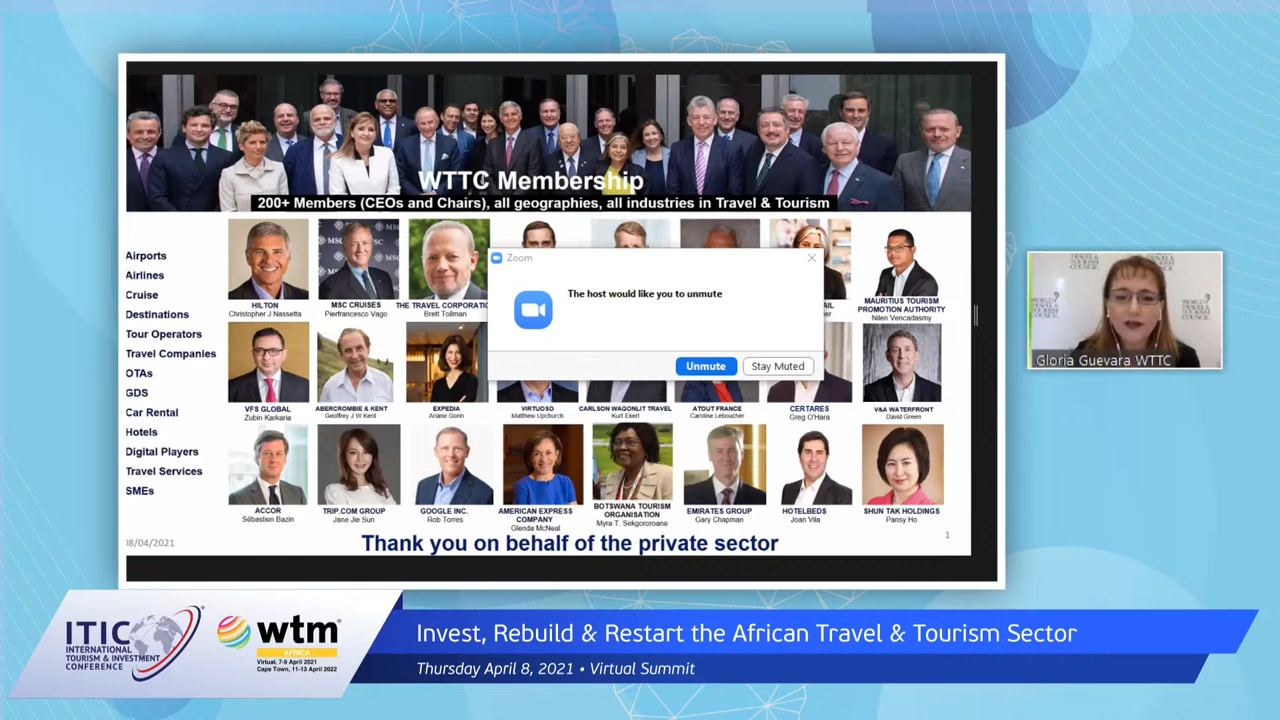 WTTC Membership
200+ Members (CEOs and Chairs), all geographies, all industries in Travel & Tourism
Airports
Airlines
Cruise
Destinations
Tour Operators
Travel Companies
OTAs
GDS
Car Rental
Hotels
Digital Players
Travel Services
SMEs
HILTON
Christopher J Nassetta
MSC CRUISES
Pierfrancesco Vago
THE TRAVEL CORPORATIO
Brett Tollman
MAURITIUS TOURISM
PROMOTION AUTHORITY
Nilen Vencadasmy
Zoom
The host would like you to unmute
Unmute
Stay Muted
VFS GLOBAL
Zubin Karkaria
ABERCROMBIE & KENT
Geoffrey J W Kent
EXPEDIA
Ariane Gorin
VIRTUOSO
Matthew Upchurch
CARLSON WAGONLIT TRAVEL
Kurt Ekert
ATOUT FRANCE
Caroline Leboucher
CERTARES
Greg O'Hara
V&A WATERFRONT
David Green
ACCOR
Sébastien Bazin
TRIP.COM GROUP
Jane Jie Sun
GOOGLE INC.
Rob Torres
AMERICAN EXPRESS
COMPANY
Glenda McNeal
BOTSWANA TOURISM
ORGANISATION
Myra T. Sekgororoane
EMIRATES GROUP
Gary Chapman
HOTELBEDS
Joan Vila
SHUN TAK HOLDINGS
Pansy Ho
08/04/2021
Thank you on behalf of the private sector
1
WORLD
TRAVEL &
TOURISM
COUNCIL
Gloria Guevara WTTC
ITIC
INTERNATIONAL
TOURISM & INVESTMENT
CONFERENCE
wtm
AFRICA
Virtual, 7-9 April 2021
Cape Town, 11-13 April 2022
Invest, Rebuild & Restart the African Travel & Tourism Sector
Thursday April 8, 2021 • Virtual Summit